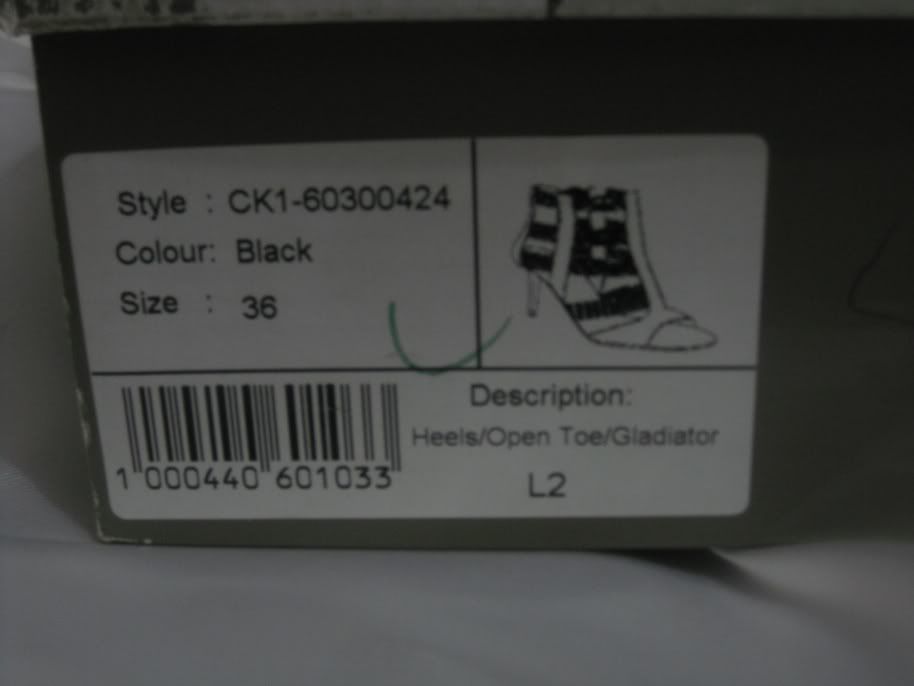 Style : CK1-60300424
Colour: Black
Size : 36
1 000440 601033
Description:
Heels/Open Toe/Gladiator
L2